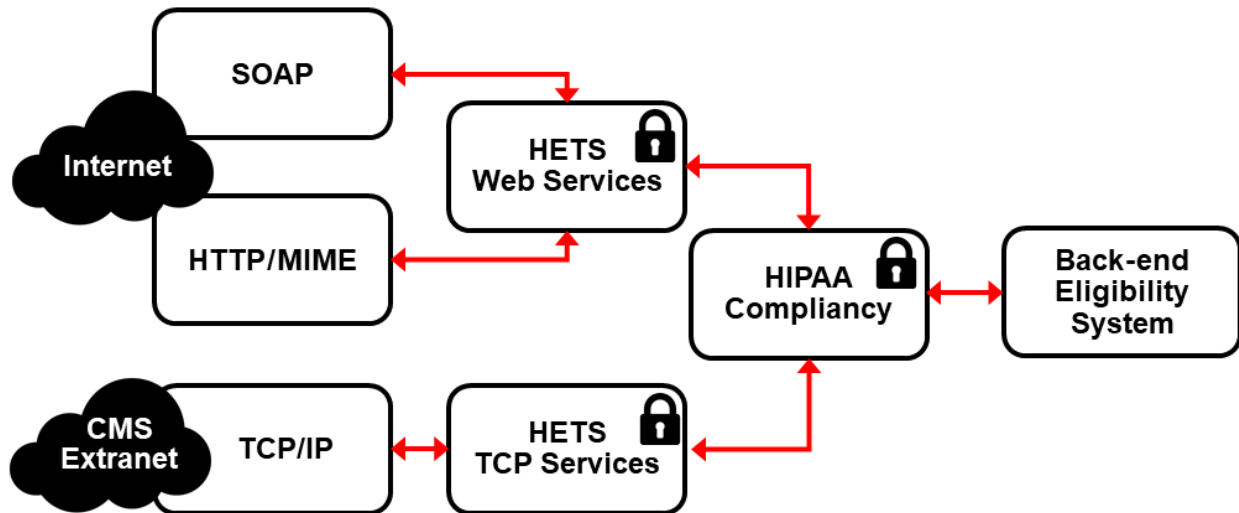 SOAP
Internet
HTTP/MIME
HETS
Web Services
HIPAA
Compliancy
Back-end
Eligibility
System
CMS
Extranet
TCP/IP
HETS
TCP Services